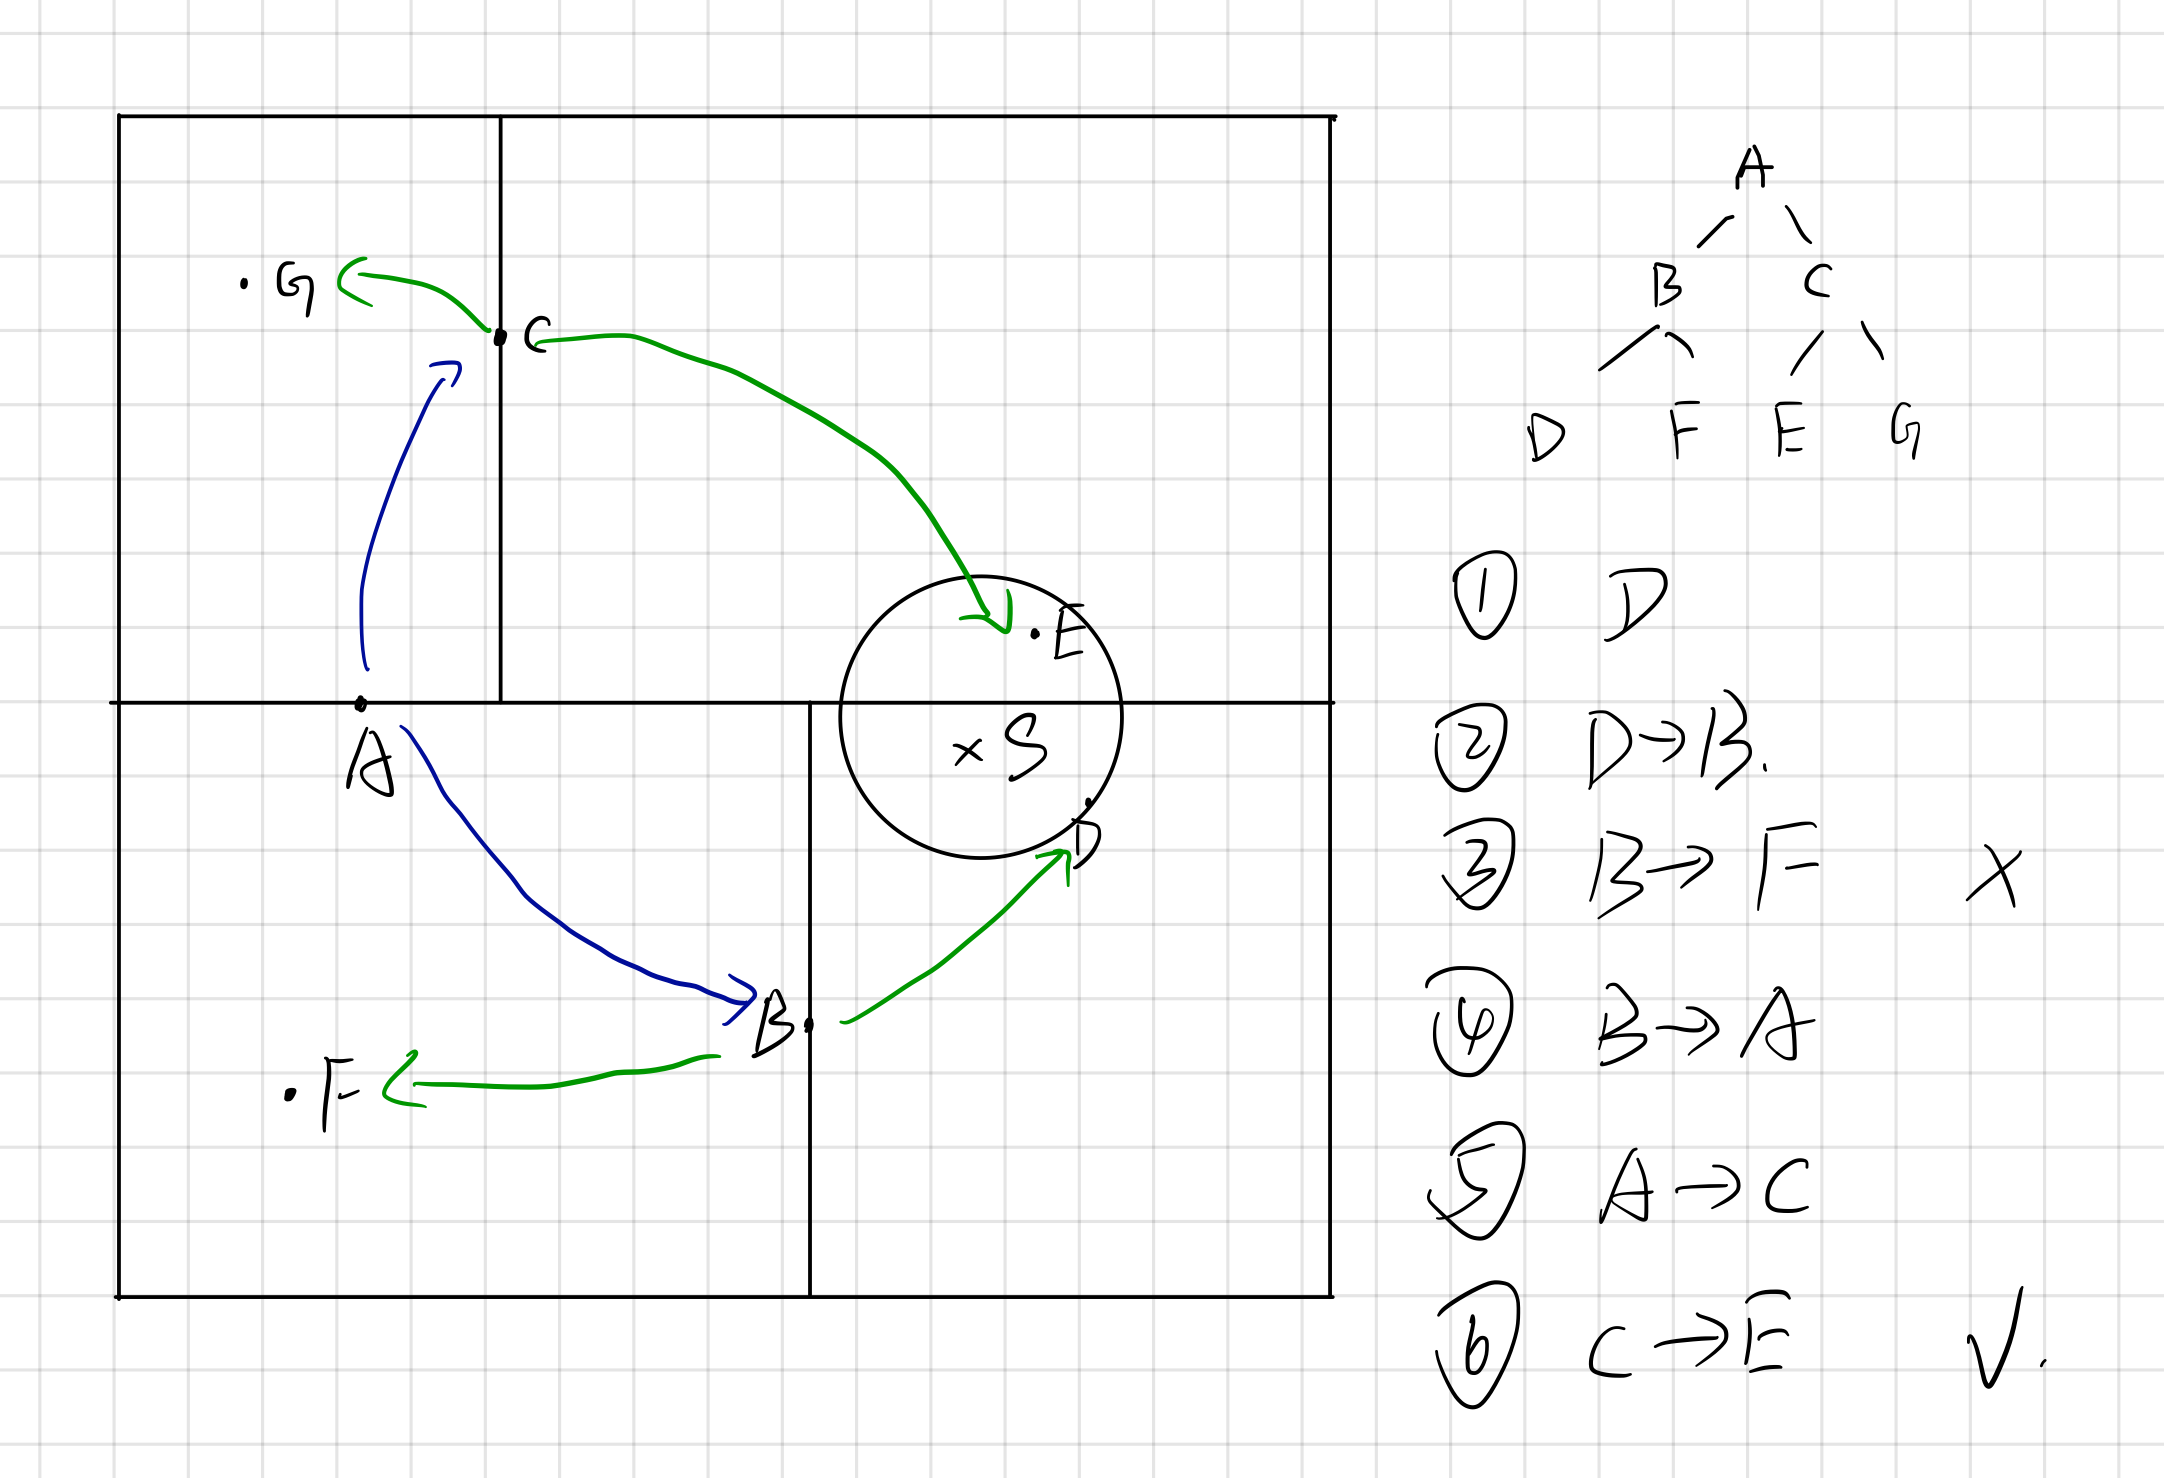 A
B C
D F E G
G
C
E
A
× S
D
B
F
① D
② D→B.
③ B→F ×
④ B→A
⑤ A→C
⑥ C→E √.